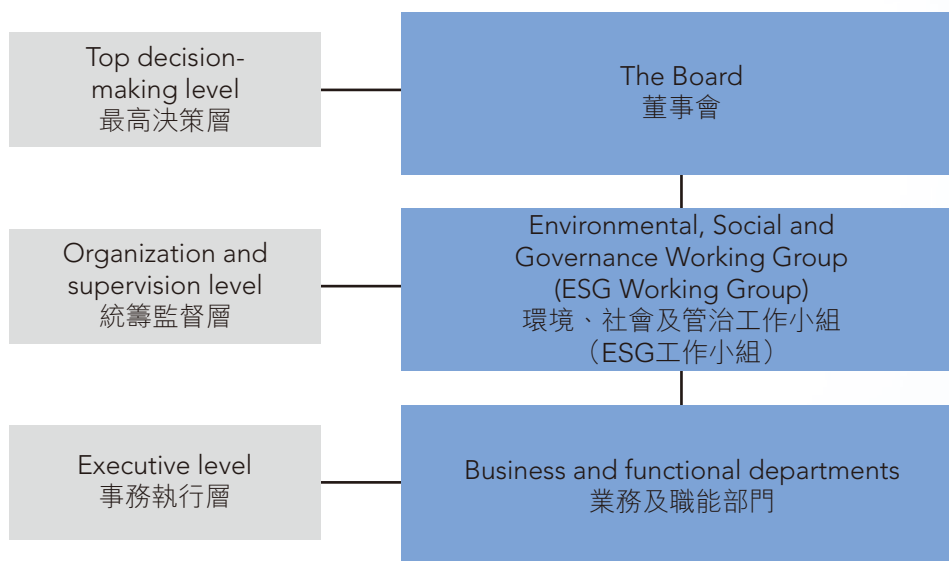 Top decision-
making level
最高決策層
The Board
董事會
Organization and
supervision level
統籌監督層
Environmental, Social and
Governance Working Group
(ESG Working Group)
環境、社會及管治工作小組
（ESG工作小組）
Executive level
事務執行層
Business and functional departments
業務及職能部門